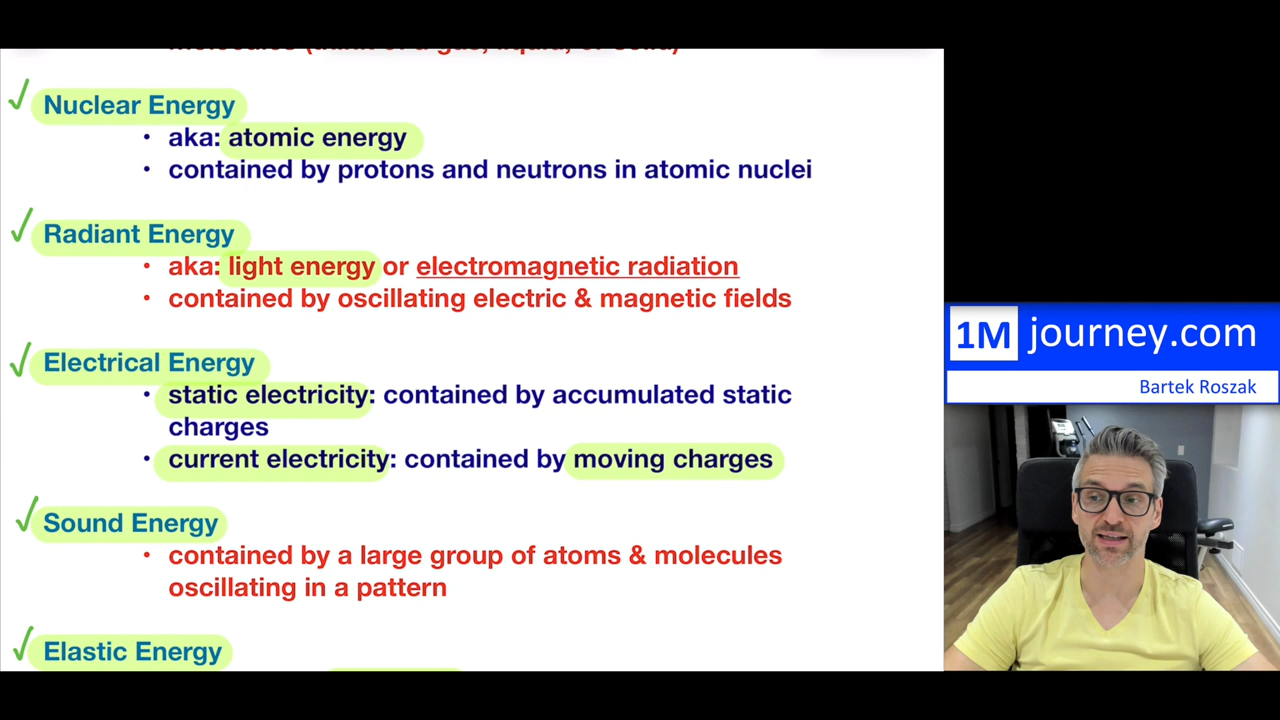 Nuclear Energy
• aka: atomic energy
• contained by protons and neutrons in atomic nuclei
Radiant Energy
• aka: light energy or electromagnetic radiation
• contained by oscillating electric & magnetic fields
Electrical Energy
• static electricity: contained by accumulated static
charges
• current electricity: contained by moving charges
Sound Energy
• contained by a large group of atoms & molecules
oscillating in a pattern
Elastic Energy
1M journey.com
Bartek Roszak